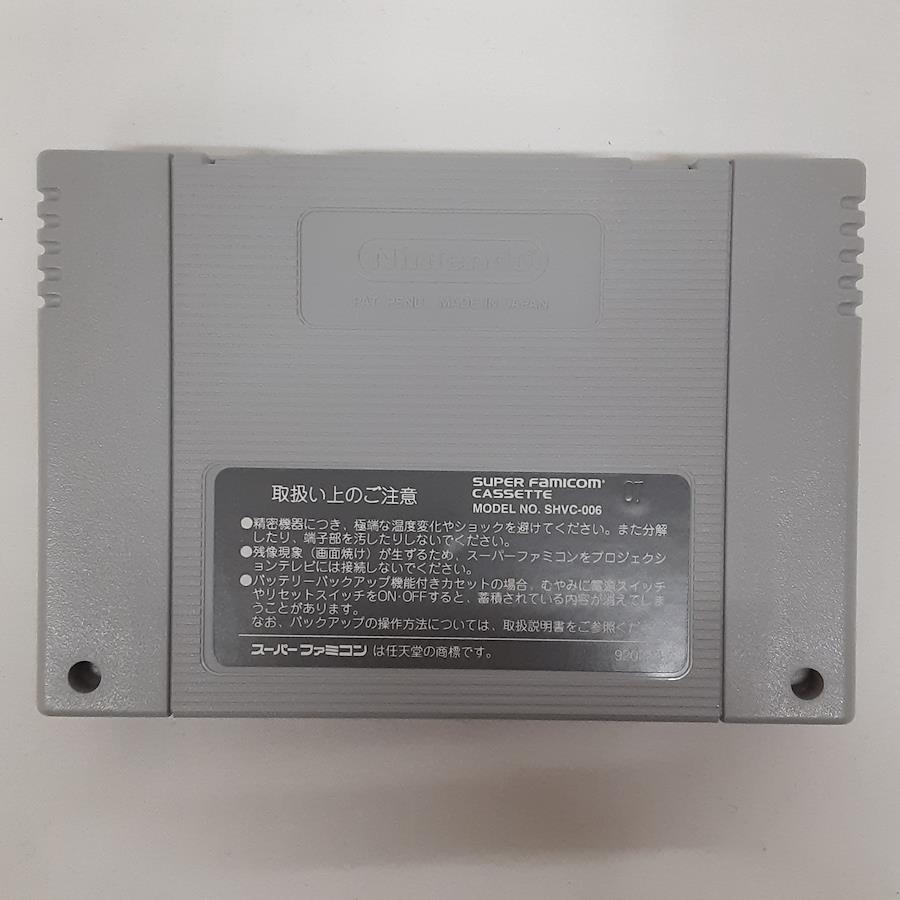 Nintendo
PAT. PEND. MADE IN JAPAN
取扱い上のご注意
SUPER FAMICOM
CASSETTE
MODEL NO. SHVC-006
07
●精密機器につき、極端な温度変化やショックを避けてください。また分解
したり、端子部を汚したりしないでください。
●残像現象（画面焼け）が生ずるため、スーパーファミコンをプロジェクシ
ョンテレビには接続しないでください。
●バッテリーバックアップ機能付きカセットの場合、むやみに電源スイッチ
やリセットスイッチをON·OFFすると、蓄積されている内容が消えてしま
うことがあります。
なお、バックアップの操作方法については、取扱説明書をご参照くだ
スーパーファミコンは任天堂の商標です。